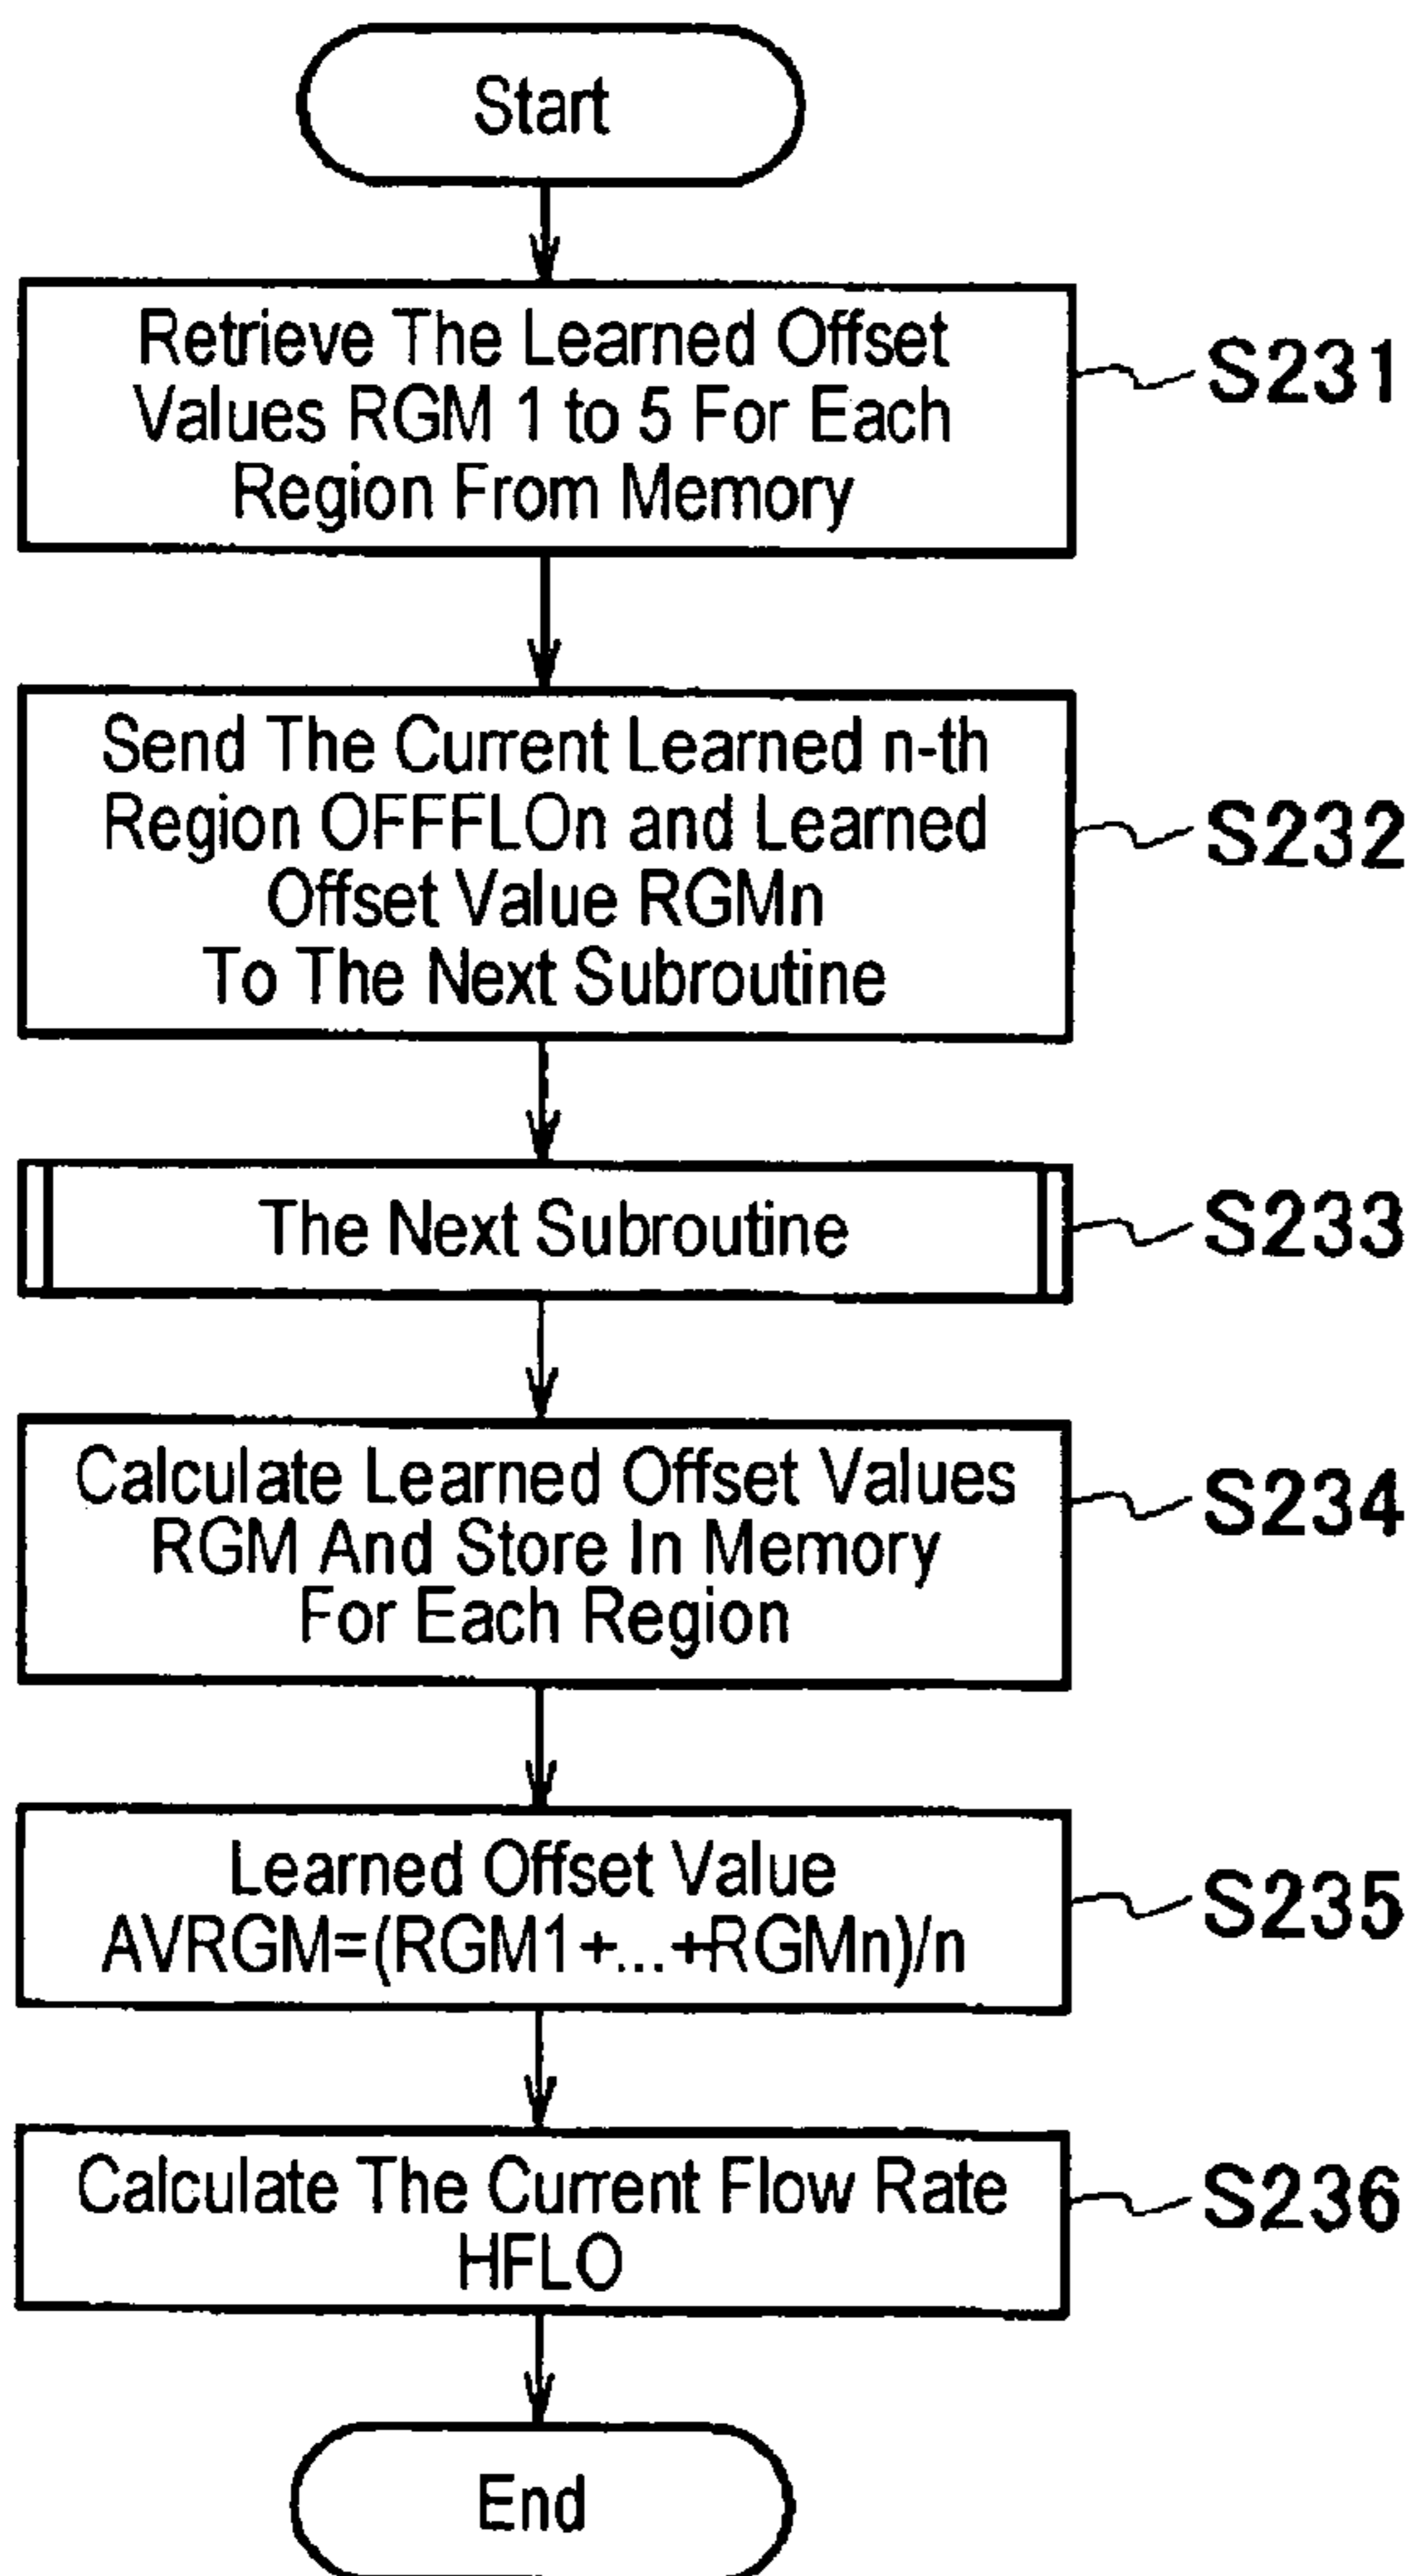 Start
Retrieve The Learned Offset
Values RGM 1 to 5 For Each
Region From Memory
S231
Send The Current Learned n-th
Region OFFFLOn and Learned
Offset Value RGMn
To The Next Subroutine
S232
The Next Subroutine
S233
Calculate Learned Offset Values
RGM And Store In Memory
For Each Region
S234
Learned Offset Value
AVRGM=(RGM1+...+RGMn)/n
S235
Calculate The Current Flow Rate
HFLO
S236
End